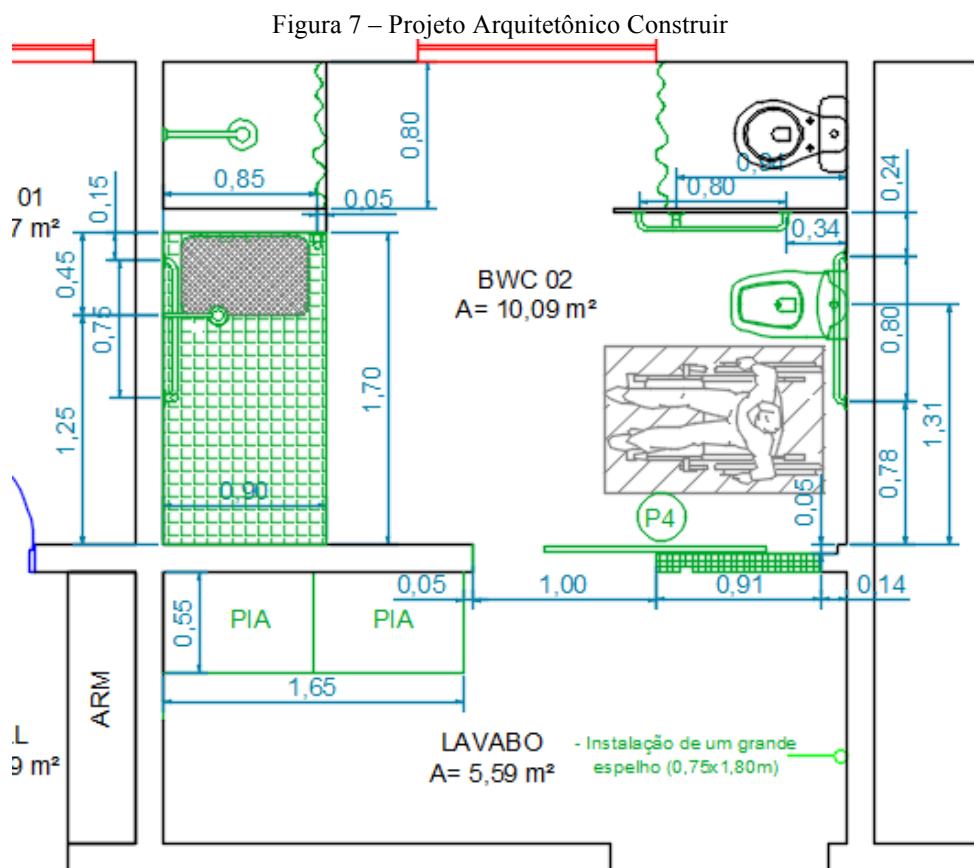 Figura 7 – Projeto Arquitetônico Construir
0,80
0,85
0,05
0,15
01
7 m²
0,80
0,24
0,34
0,45
0,75
1,25
1,70
0,90
BWC 02
A= 10,09 m²
0,80
1,31
0,78
0,05
P4
0,05
1,00
0,91
0,14
0,55
PIA
PIA
1,65
ARM
LAVABO
A= 5,59 m²
- Instalação de um grande
espelho (0,75x1,80m)
9 m²